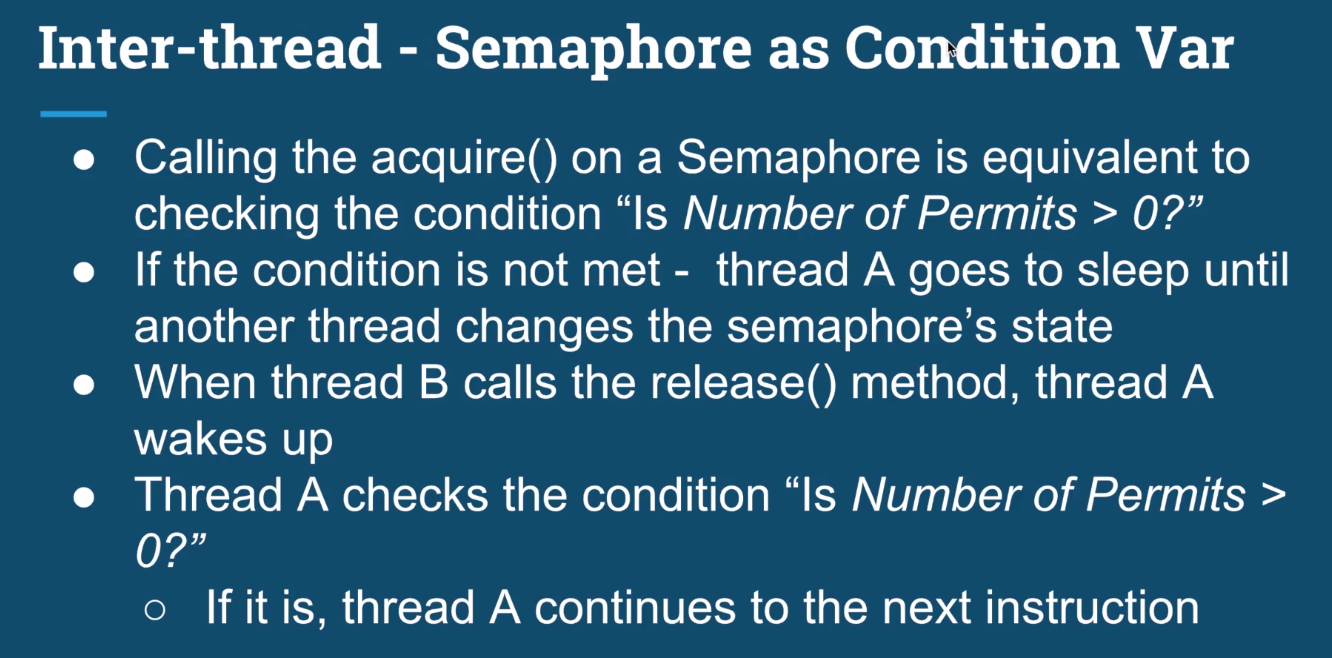 Inter-thread - Semaphore as Condition Var
● Calling the acquire() on a Semaphore is equivalent to
checking the condition “Is Number of Permits > 0?”
● If the condition is not met -  thread A goes to sleep until
another thread changes the semaphore’s state
● When thread B calls the release() method, thread A
wakes up
● Thread A checks the condition “Is Number of Permits >
0?”
○ If it is, thread A continues to the next instruction